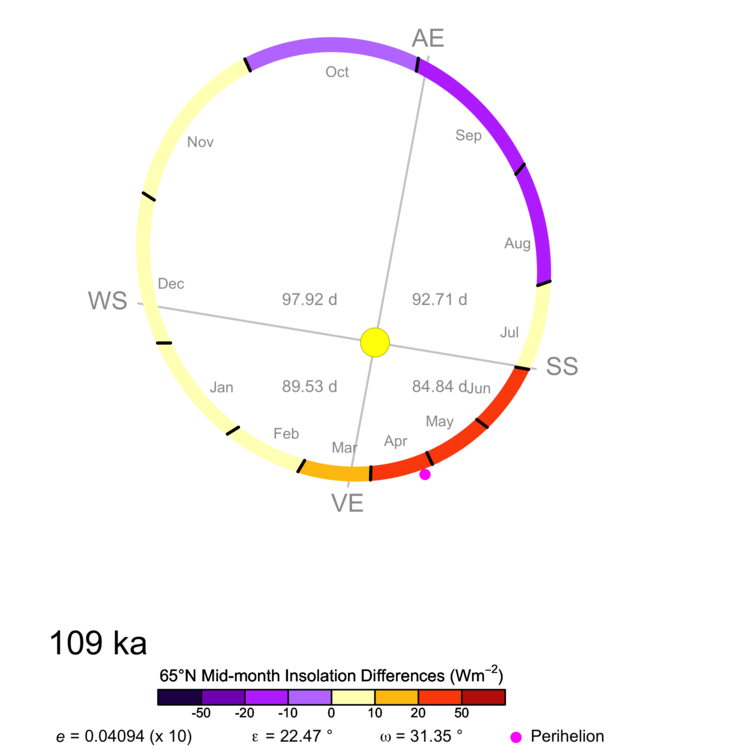 AE
Oct
Sep
Nov
Aug
Dec
WS
97.92 d
92.71 d
Jul
SS
89.53 d
84.84 d
Jun
Jan
May
Feb
Apr
Mar
VE
109 ka
65°N Mid-month Insolation Differences (Wm⁻²)
-50 -20 -10 0 10 20 50
e = 0.04094 (x 10) ε = 22.47 ° ω = 31.35 ° Perihelion